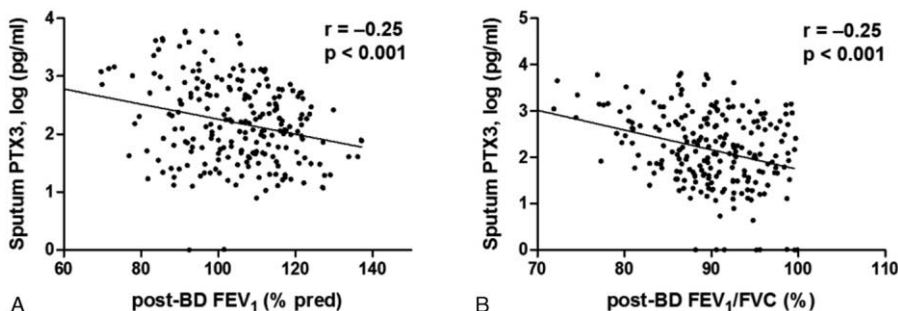 r = –0.25
p < 0.001
Sputum PTX3, log (pg/ml)
4
3
2
1
0
60 80 100 120 140
post-BD FEV₁ (% pred)
A
r = –0.25
p < 0.001
Sputum PTX3, log (pg/ml)
5
4
3
2
1
0
70 80 90 100 110
post-BD FEV₁/FVC (%)
B